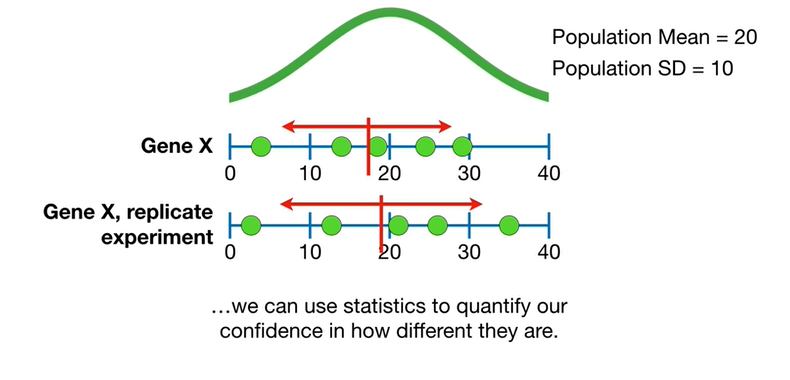 Population Mean = 20
Population SD = 10
Gene X
0 10 20 30 40
Gene X, replicate
experiment
0 10 20 30 40
…we can use statistics to quantify our
confidence in how different they are.